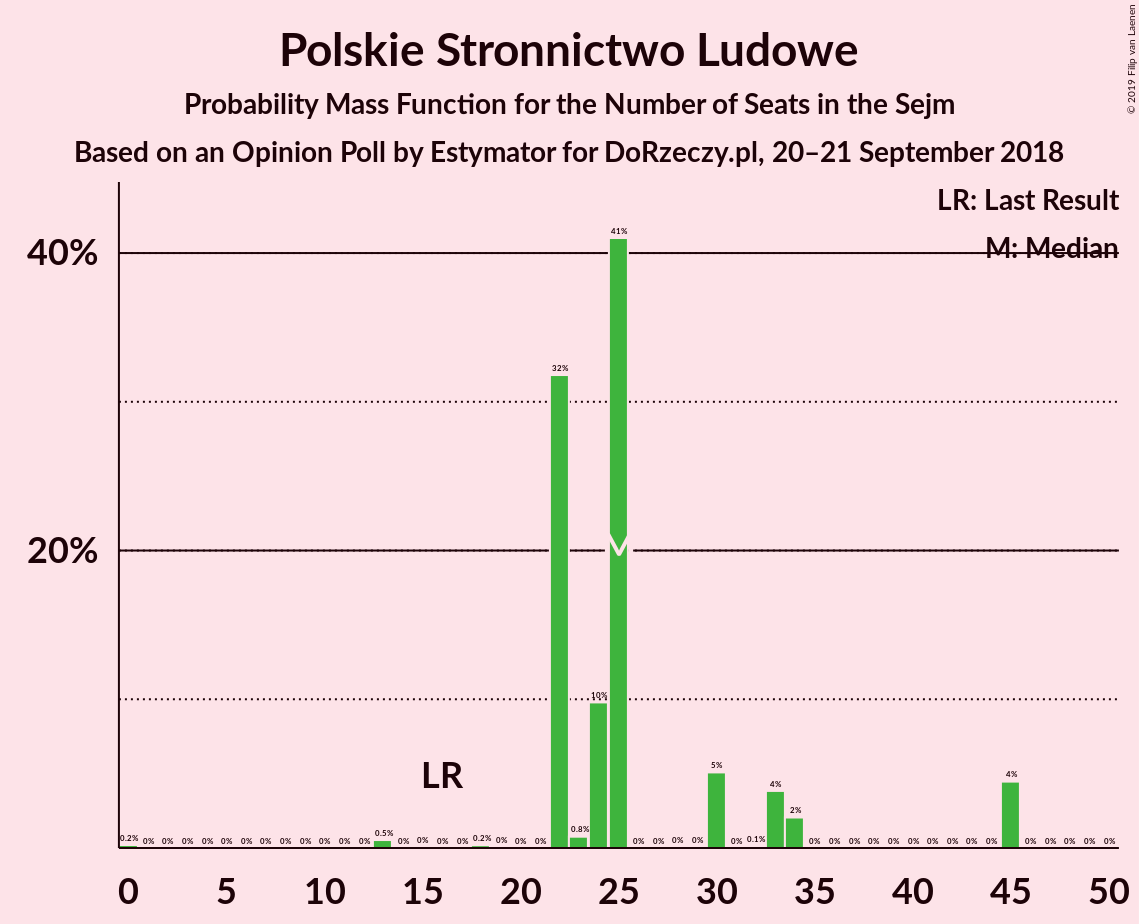 Polskie Stronnictwo Ludowe
Probability Mass Function for the Number of Seats in the Sejm
Based on an Opinion Poll by Estymator for DoRzeczy.pl, 20–21 September 2018
© 2019 Filip van Laenen
LR: Last Result
M: Median
40%
20%
0.2% 0% 0% 0% 0% 0% 0% 0% 0% 0% 0% 0% 0% 0.5% 0% 0% 0% 0% 0.2% 0% 0% 0% 32% 0.8% 10% 41% 0% 0% 0% 0% 5% 0% 0.1% 4% 2% 0% 0% 0% 0% 0% 0% 0% 0% 0% 0% 4% 0% 0% 0% 0% 0%
LR
M
0 5 10 15 20 25 30 35 40 45 50